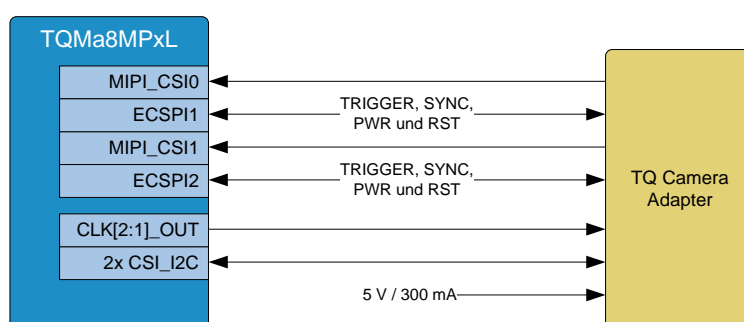 TQMa8MPxL
MIPI_CSI0
ECSPI1
TRIGGER, SYNC,
PWR und RST
MIPI_CSI1
ECSPI2
TRIGGER, SYNC,
PWR und RST
TQ Camera
Adapter
CLK[2:1]_OUT
2x CSI_I2C
5 V / 300 mA